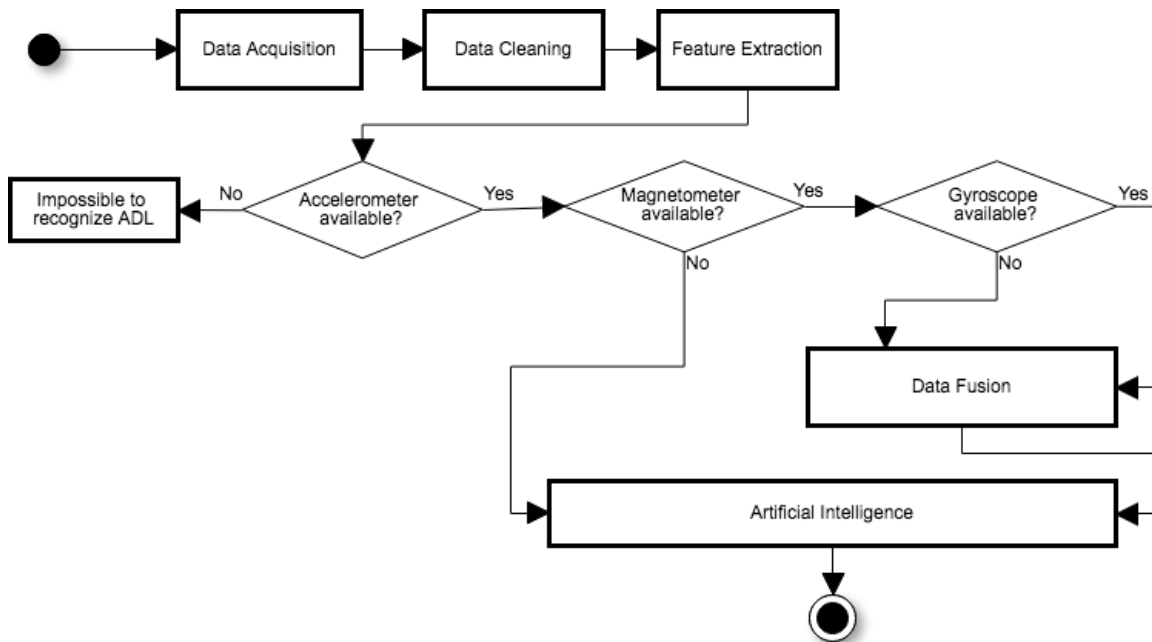 Data Acquisition
Data Cleaning
Feature Extraction
Impossible to
recognize ADL
No
Accelerometer
available?
Yes
Magnetometer
available?
Yes
Gyroscope
available?
Yes
No
No
Data Fusion
Artificial Intelligence